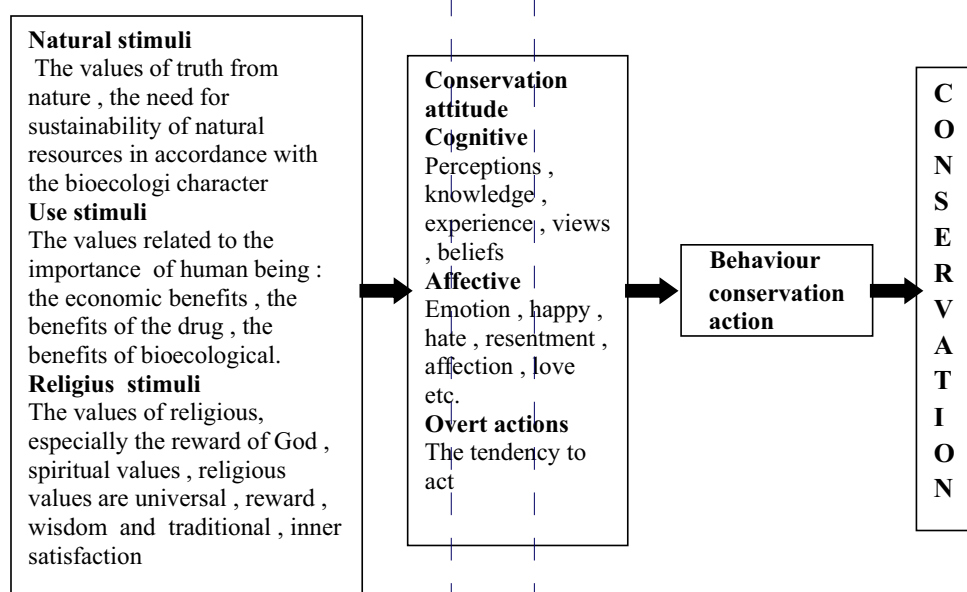 Natural stimuli
The values of truth from
nature , the need for
sustainability of natural
resources in accordance with
the bioecologi character
Use stimuli
The values related to the
importance of human being :
the economic benefits , the
benefits of the drug , the
benefits of bioecological.
Religius stimuli
The values of religious,
especially the reward of God ,
spiritual values , religious
values are universal , reward ,
wisdom and traditional , inner
satisfaction
Conservation
attitude
Cognitive
Perceptions ,
knowledge ,
experience , views
, beliefs
Affective
Emotion , happy ,
hate , resentment ,
affection , love
etc.
Overt actions
The tendency to
act
Behaviour
conservation
action
C
O
N
S
E
R
V
A
T
I
O
N